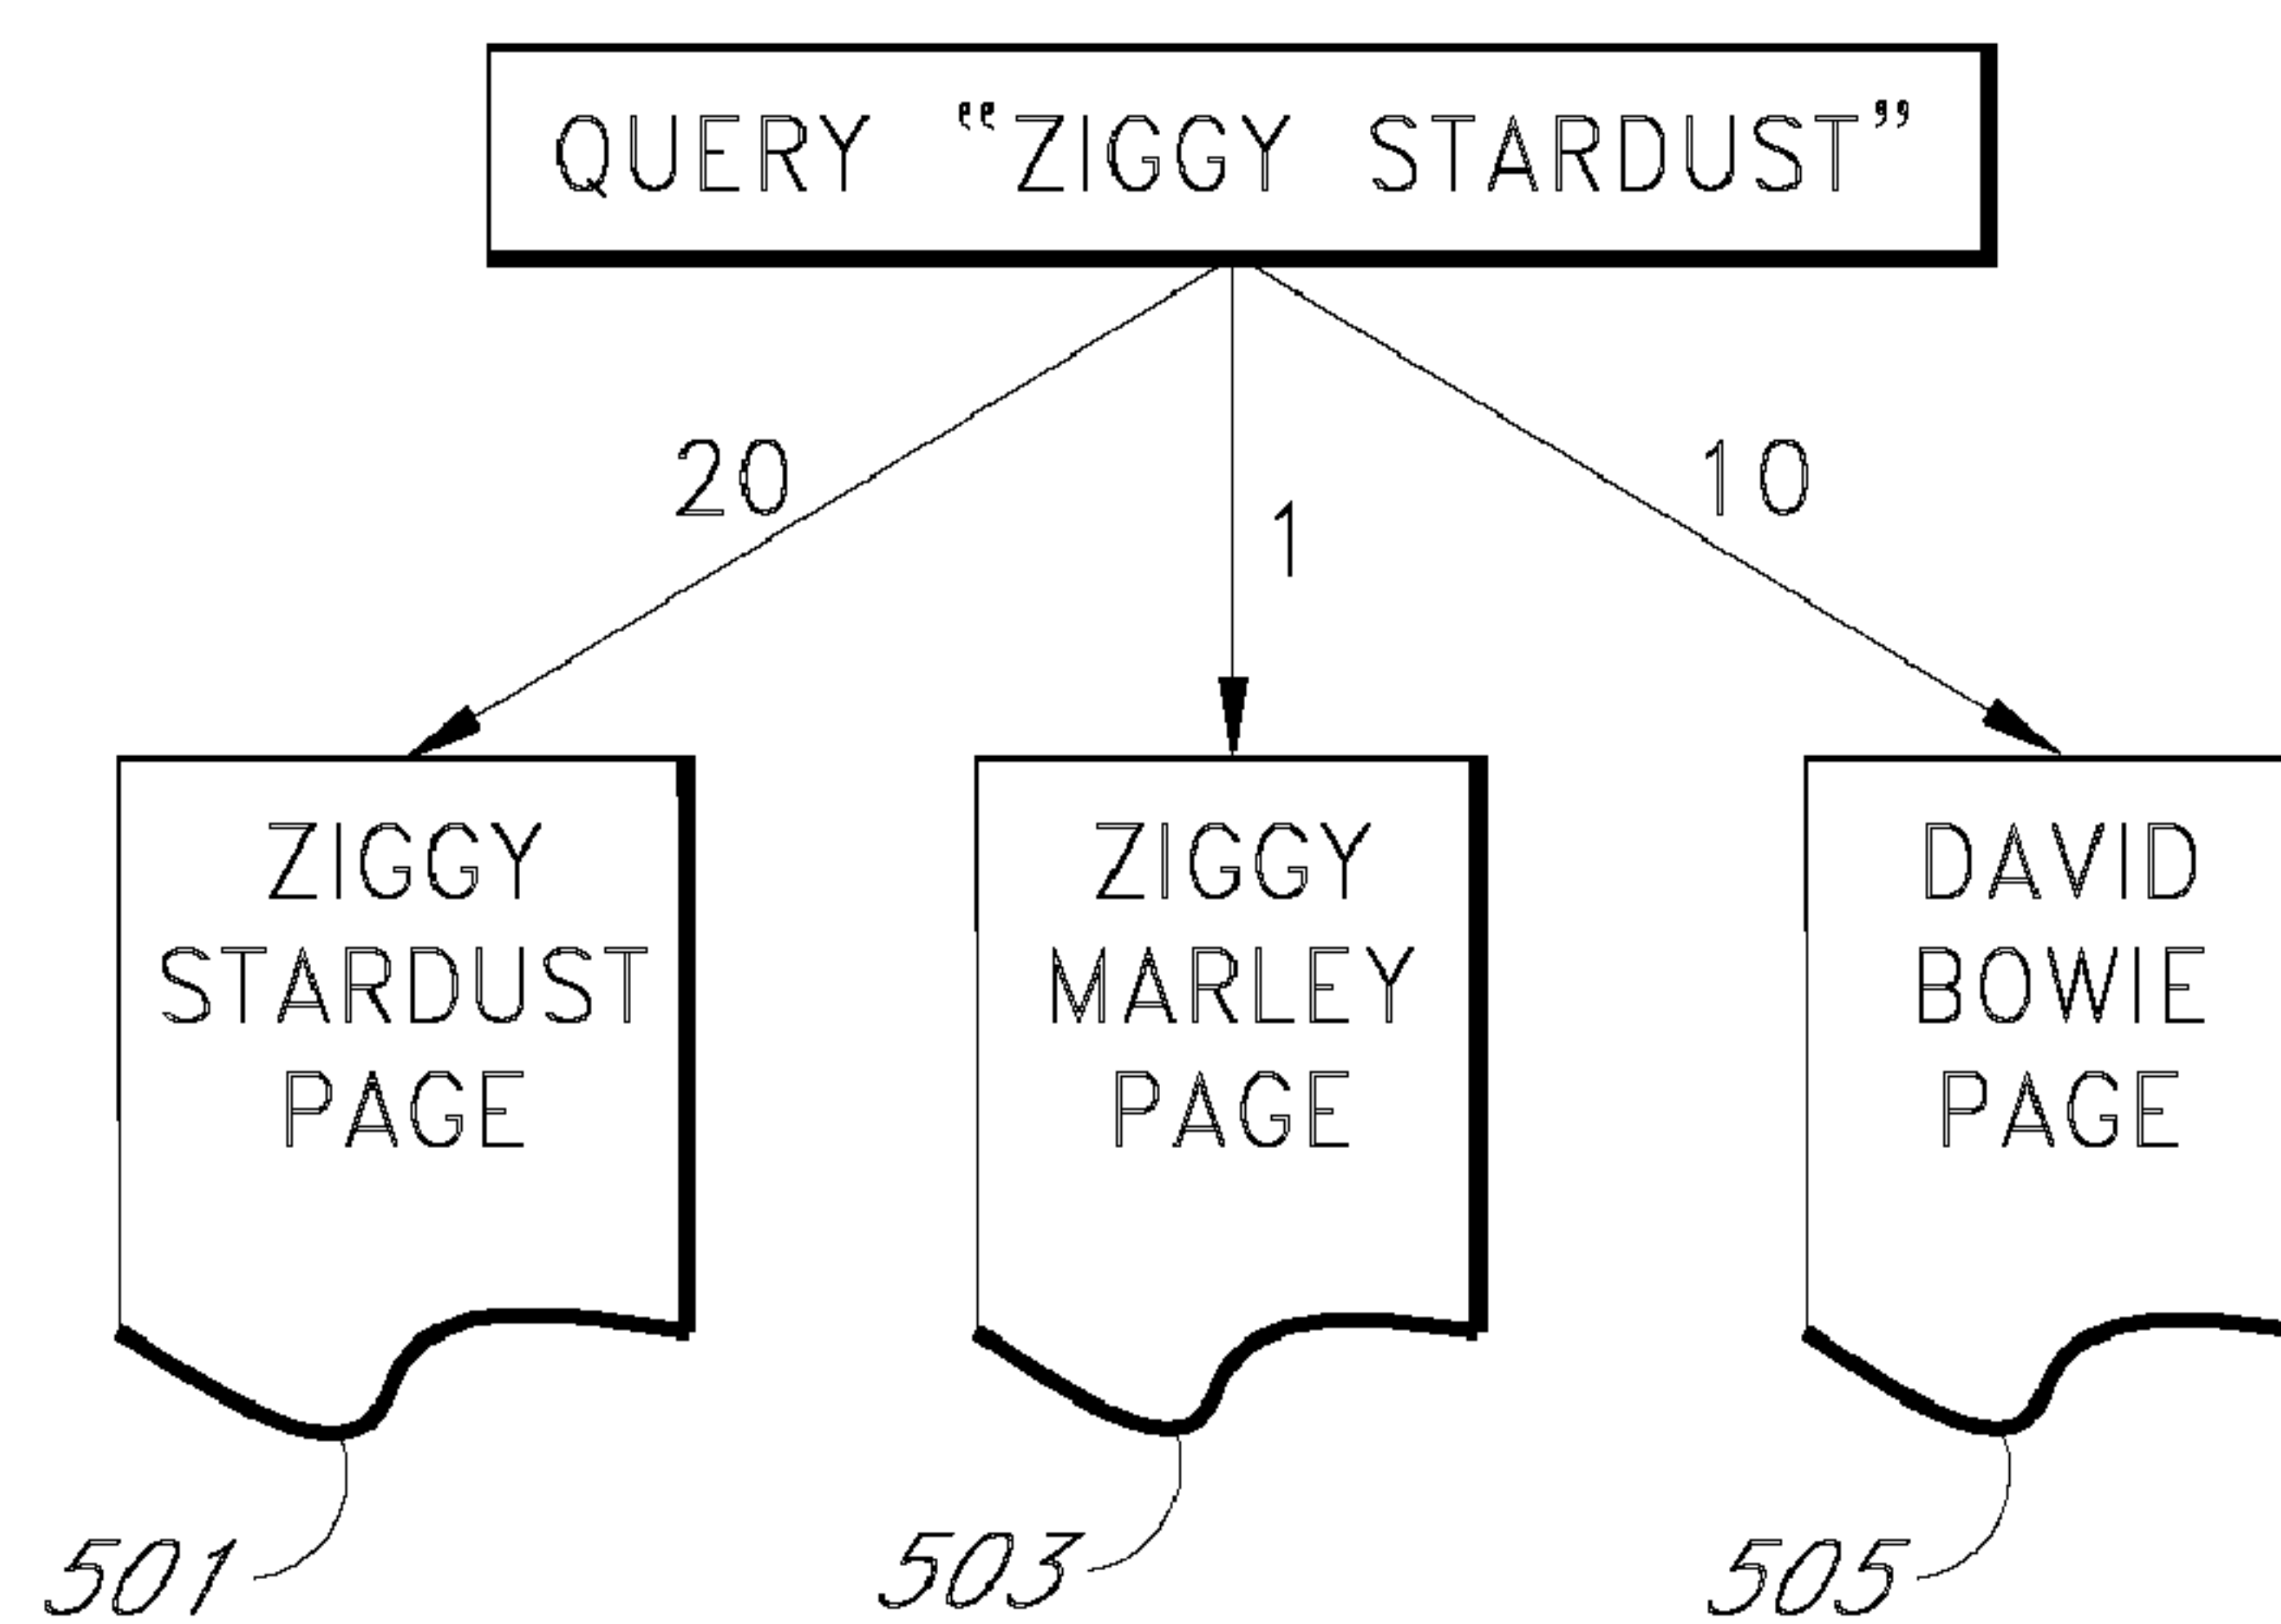 QUERY “ZIGGY STARDUST”
20
1
10
ZIGGY
STARDUST
PAGE
ZIGGY
MARLEY
PAGE
DAVID
BOWIE
PAGE
501
503
505